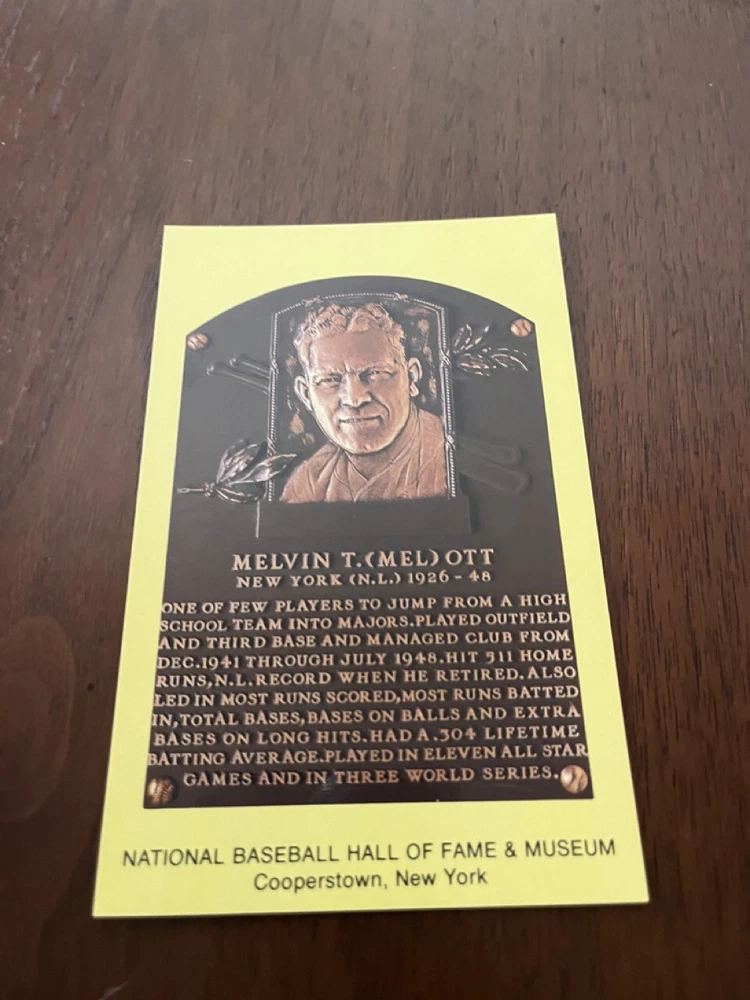 MELVIN T.(MEL) OTT
NEW YORK (N.L.) 1926 - 48
ONE OF FEW PLAYERS TO JUMP FROM A HIGH
SCHOOL TEAM INTO MAJORS.PLAYED OUTFIELD
AND THIRD BASE AND MANAGED CLUB FROM
DEC.1941 THROUGH JULY 1948.HIT 511 HOME
RUNS,N.L.RECORD WHEN HE RETIRED.ALSO
LED IN MOST RUNS SCORED,MOST RUNS BATTED
IN,TOTAL BASES,BASES ON BALLS AND EXTRA
BASES ON LONG HITS.HAD A .304 LIFETIME
BATTING AVERAGE.PLAYED IN ELEVEN ALL STAR
GAMES AND IN THREE WORLD SERIES.
NATIONAL BASEBALL HALL OF FAME & MUSEUM
Cooperstown, New York